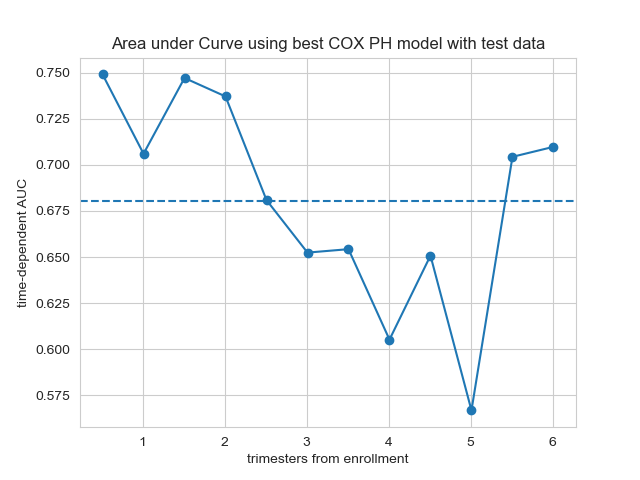 Area under Curve using best COX PH model with test data
time-dependent AUC
0.750
0.725
0.700
0.675
0.650
0.625
0.600
0.575
1 2 3 4 5 6
trimesters from enrollment